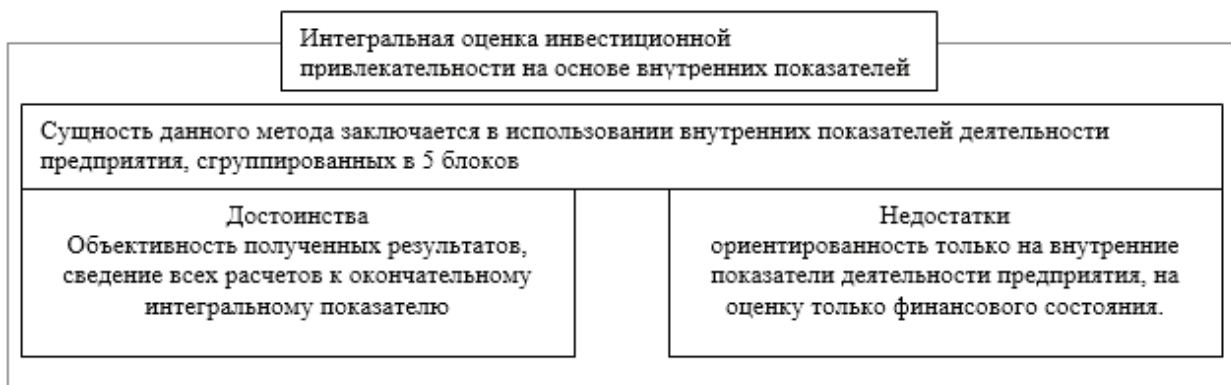 Интегральная оценка инвестиционной
привлекательности на основе внутренних показателей
Сущность данного метода заключается в использовании внутренних показателей деятельности
предприятия, сгруппированных в 5 блоков
Достоинства
Объективность полученных результатов,
сведение всех расчетов к окончательному
интегральному показателю
Недостатки
ориентированность только на внутренние
показатели деятельности предприятия, на
оценку только финансового состояния.